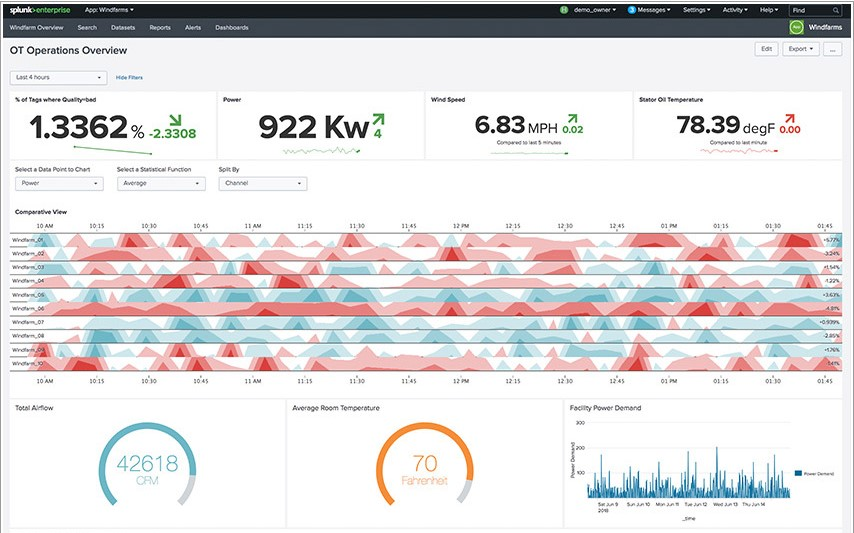 splunk>enterprise App: Windfarms demo_owner 3 Messages Settings Activity Help Find
Windfarm Overview Search Datasets Reports Alerts Dashboards Windfarms
OT Operations Overview Edit Export ...
Last 4 hours Hide Filters
% of Tags where Quality=bad Power Wind Speed Stator Oil Temperature
1.3362 % -2.3308 922 Kw 4 6.83 MPH 0.02 78.39 degF 0.00
Compared to last 5 minutes Compared to last minute
Select a Data Point to Chart Select a Statistical Function Split By
Power Average Channel
Comparative View
10 AM 10:15 10:30 10:45 11 AM 11:15 11:30 11:45 12 PM 12:15 12:30 12:45 01 PM 01:15 01:30 01:45
Windfarm_01 +5.77%
Windfarm_02 -3.24%
Windfarm_03 +1.54%
Windfarm_04 -1.22%
Windfarm_05 +3.63%
Windfarm_06
Windfarm_07 +0.939%
Windfarm_08 -2.85%
Windfarm_09 +1.76%
Windfarm_10
10 AM 10:15 10:30 10:45 11 AM 11:15 11:30 11:45 12 PM 12:15 12:30 12:45 01 PM 01:15 01:30 01:45
Total Airflow Average Room Temperature Facility Power Demand
42618
CFM
70
Fahrenheit
300
200
100
Power Demand
Power Demand
Sat Jun 9 Sun Jun 10 Mon Jun 11 Tue Jun 12 Wed Jun 13 Thu Jun 14
2018
_time